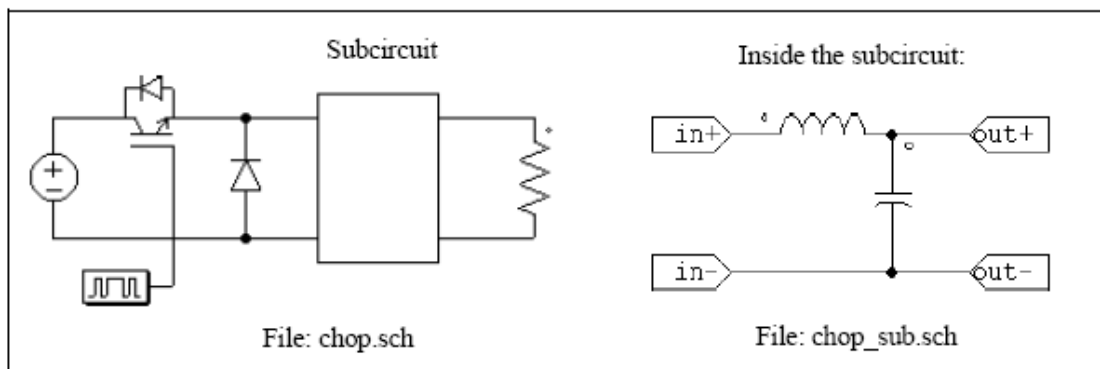 Subcircuit
File: chop.sch
Inside the subcircuit:
in+
out+
in-
out-
File: chop_sub.sch